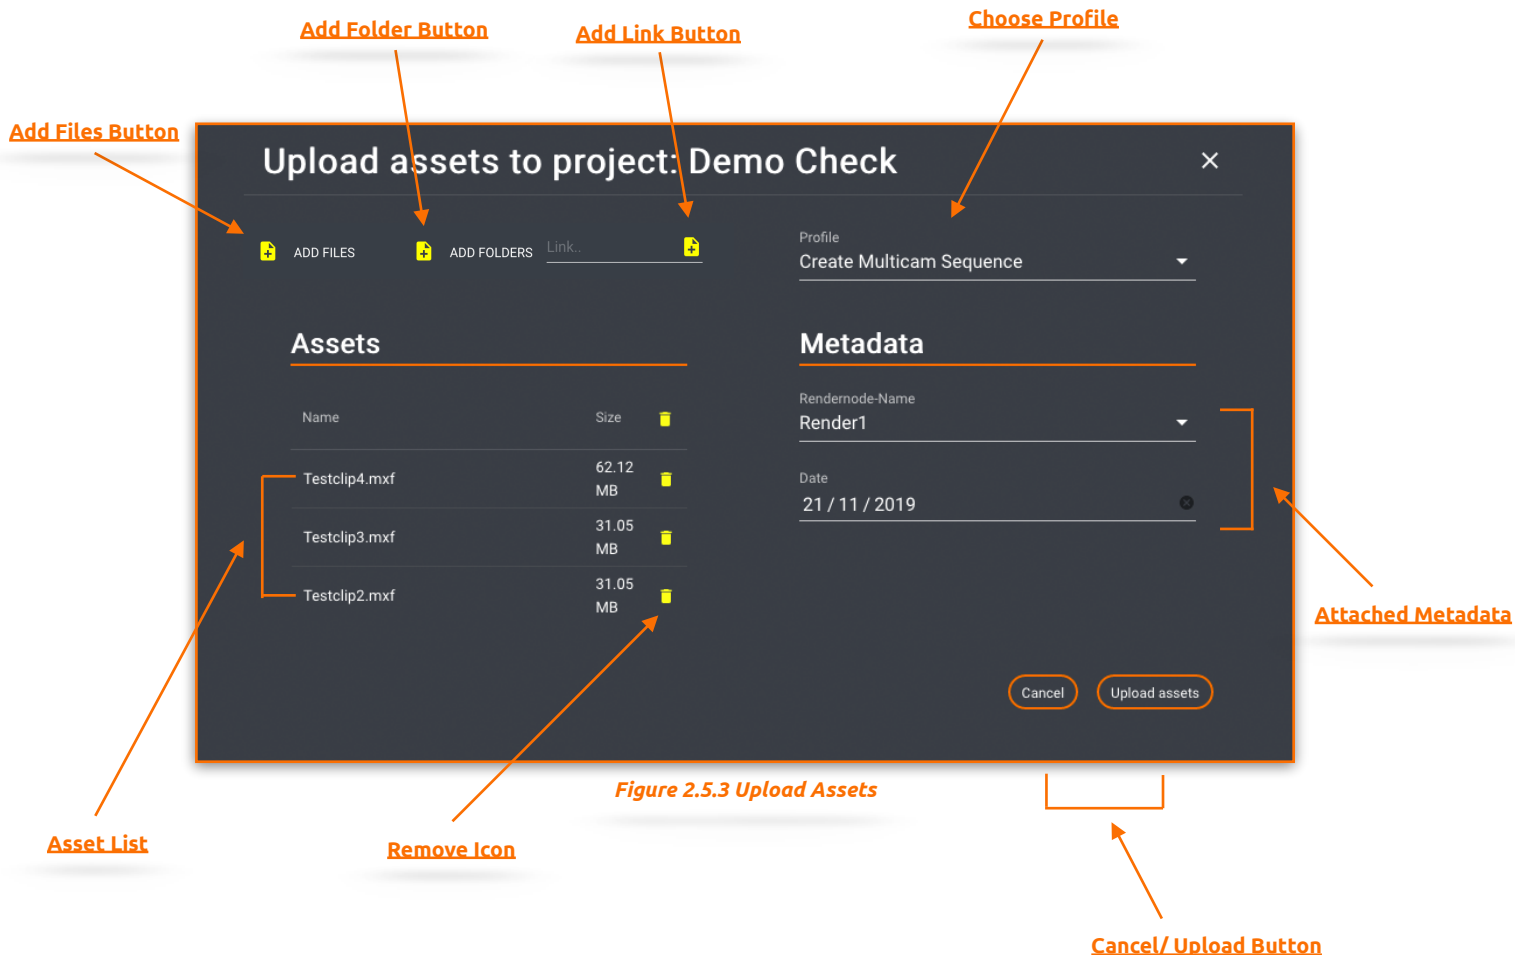 Choose Profile
Add Folder Button
Add Link Button
Add Files Button
Upload assets to project: Demo Check
ADD FILES
ADD FOLDERS
Link..
Profile
Create Multicam Sequence
Assets
Metadata
Name
Size
Testclip4.mxf
62.12
MB
Testclip3.mxf
31.05
MB
Testclip2.mxf
31.05
MB
Rendernode-Name
Render1
Date
21 / 11 / 2019
Attached Metadata
Cancel
Upload assets
Figure 2.5.3 Upload Assets
Asset List
Remove Icon
Cancel/ Upload Button